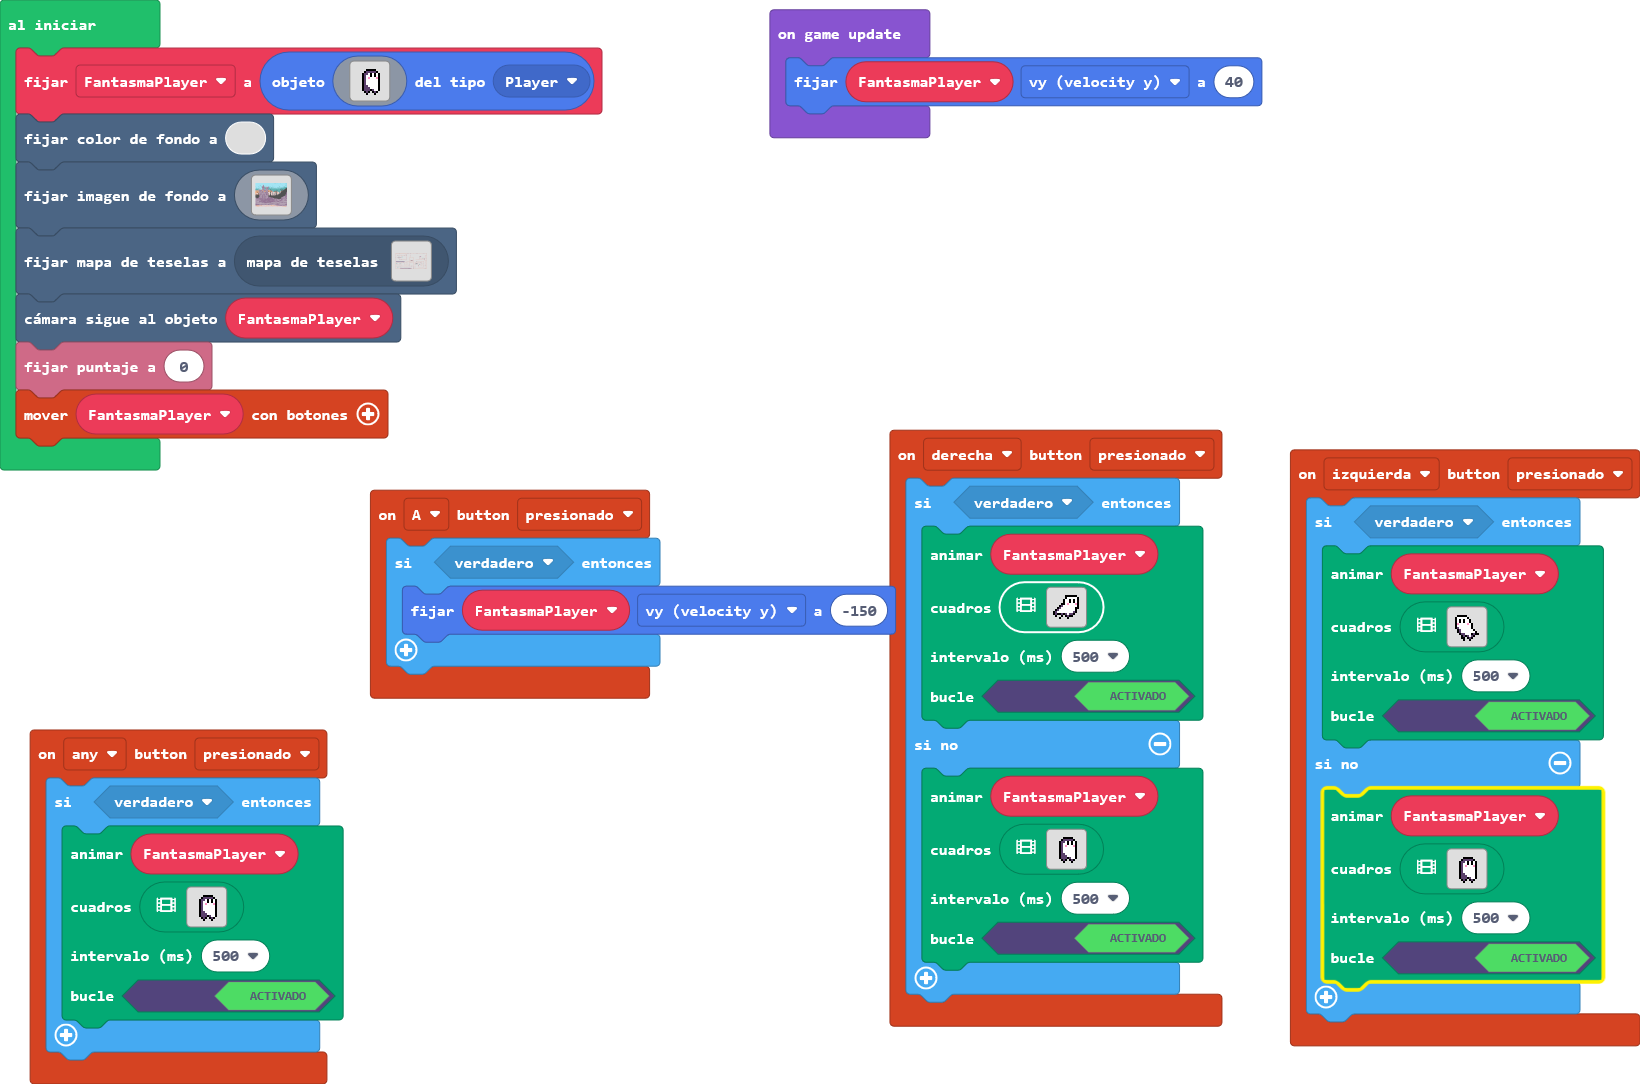 al iniciar
fijar FantasmaPlayer a objeto del tipo Player
fijar color de fondo a
fijar imagen de fondo a
fijar mapa de teselas a mapa de teselas
cámara sigue al objeto FantasmaPlayer
fijar puntaje a 0
mover FantasmaPlayer con botones
on game update
fijar FantasmaPlayer vy (velocity y) a 40
on A button presionado
si verdadero entonces
fijar FantasmaPlayer vy (velocity y) a -150
on any button presionado
si verdadero entonces
animar FantasmaPlayer
cuadros
intervalo (ms) 500
bucle ACTIVADO
on derecha button presionado
si verdadero entonces
animar FantasmaPlayer
cuadros
intervalo (ms) 500
bucle ACTIVADO
si no
animar FantasmaPlayer
cuadros
intervalo (ms) 500
bucle ACTIVADO
on izquierda button presionado
si verdadero entonces
animar FantasmaPlayer
cuadros
intervalo (ms) 500
bucle ACTIVADO
si no
animar FantasmaPlayer
cuadros
intervalo (ms) 500
bucle ACTIVADO